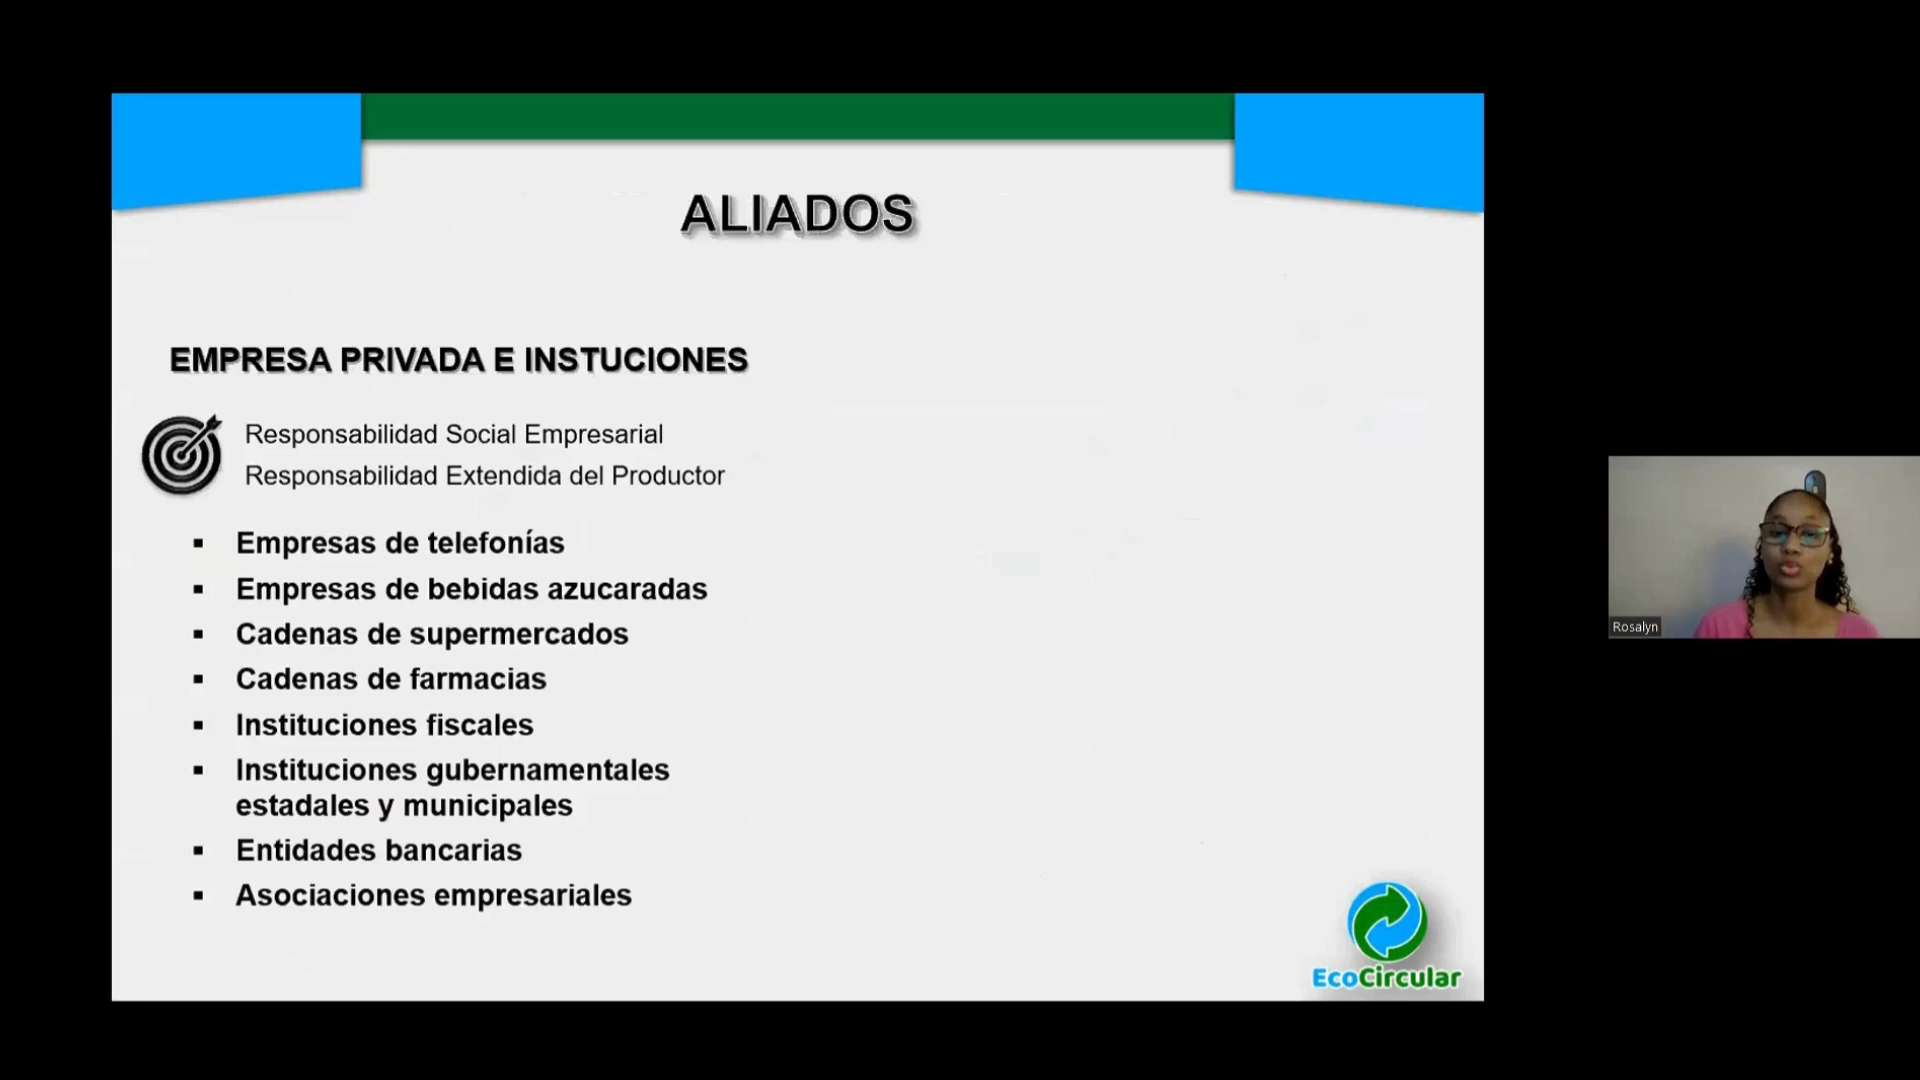 ALIADOS
EMPRESA PRIVADA E INSTUCIONES
Responsabilidad Social Empresarial
Responsabilidad Extendida del Productor
▪ Empresas de telefonías
▪ Empresas de bebidas azucaradas
▪ Cadenas de supermercados
▪ Cadenas de farmacias
▪ Instituciones fiscales
▪ Instituciones gubernamentales
estadales y municipales
▪ Entidades bancarias
▪ Asociaciones empresariales
EcoCircular
Rosalyn